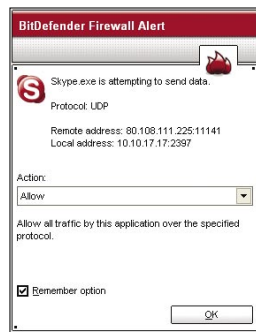 BitDefender Firewall Alert
Skype.exe is attempting to send data.
Protocol: UDP
Remote address: 80.108.111.225:11141
Local address: 10.10.17.17:2397
Action:
Allow
Allow all traffic by this application over the specified
protocol.
Remember option
OK